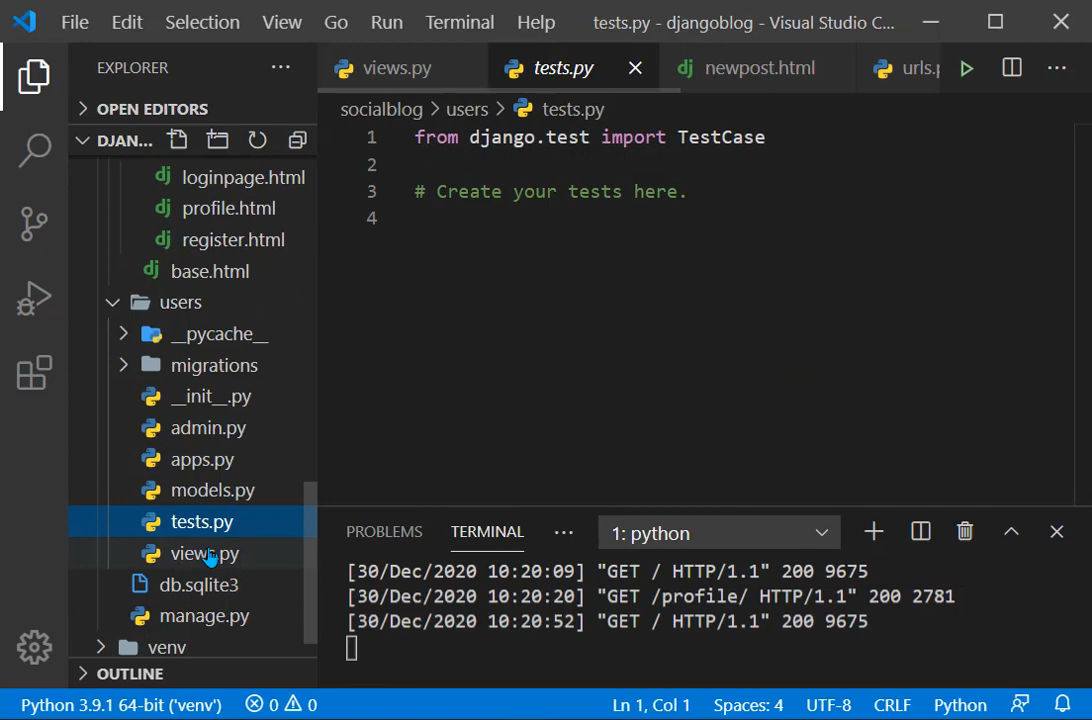 File Edit Selection View Go Run Terminal Help tests.py - djangoblog - Visual Studio C...
EXPLORER
views.py tests.py newpost.html urls.p
OPEN EDITORS
socialblog > users > tests.py
DJAN...
1 from django.test import TestCase
2
3 # Create your tests here.
4
loginpage.html
profile.html
register.html
base.html
users
__pycache__
migrations
__init__.py
admin.py
apps.py
models.py
tests.py
views.py
db.sqlite3
manage.py
venv
OUTLINE
PROBLEMS TERMINAL ... 1: python
[30/Dec/2020 10:20:09] "GET / HTTP/1.1" 200 9675
[30/Dec/2020 10:20:20] "GET /profile/ HTTP/1.1" 200 2781
[30/Dec/2020 10:20:52] "GET / HTTP/1.1" 200 9675
Python 3.9.1 64-bit ('venv') 0 0 Ln 1, Col 1 Spaces: 4 UTF-8 CRLF Python